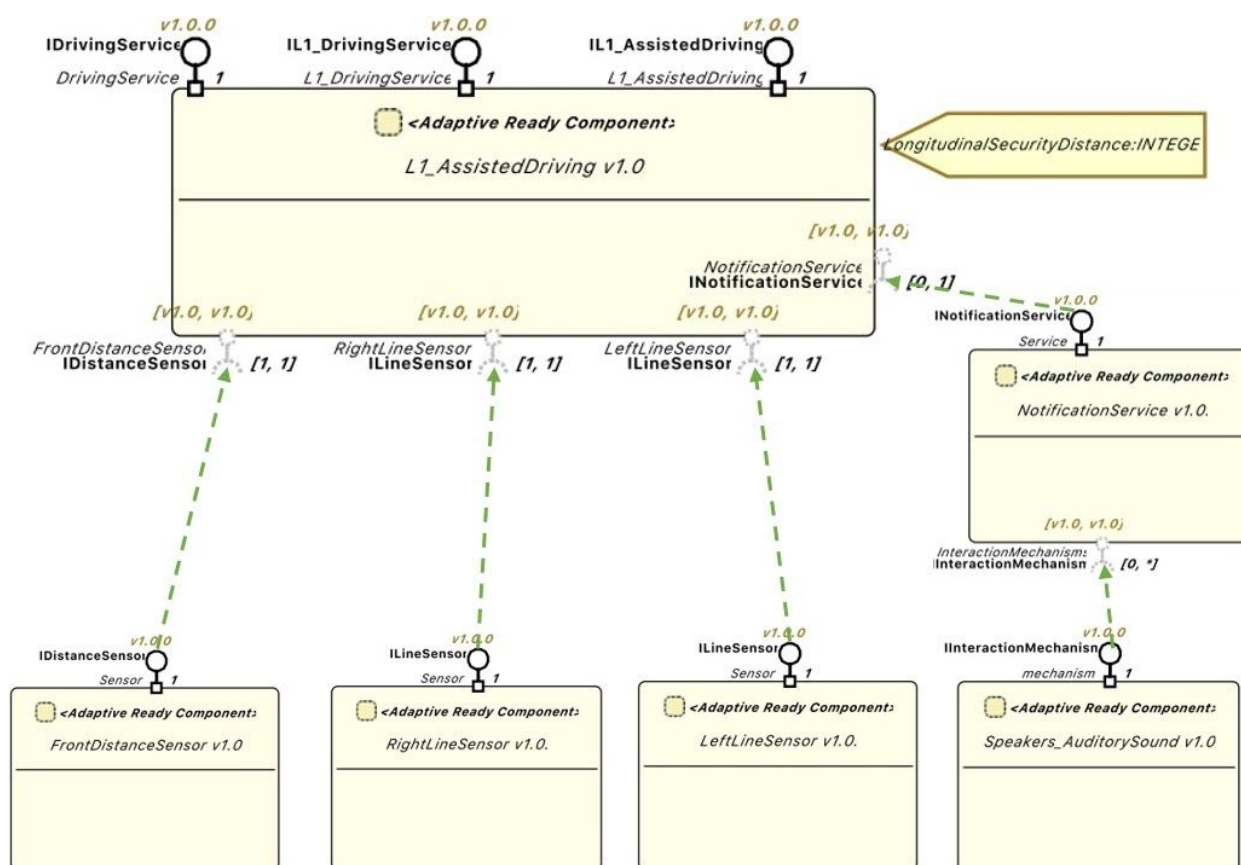 v1.0.0
IDrivingService
DrivingService
1
v1.0.0
IL1_DrivingService
L1_DrivingService
1
v1.0.0
IL1_AssistedDriving
L1_AssistedDriving
1
<Adaptive Ready Component>
L1_AssistedDriving v1.0
LongitudinalSecurityDistance:INTEGE
[v1.0, v1.0]
NotificationService
INotificationService
[0, 1]
[v1.0, v1.0]
FrontDistanceSensor
IDistanceSensor
[1, 1]
[v1.0, v1.0]
RightLineSensor
ILineSensor
[1, 1]
[v1.0, v1.0]
LeftLineSensor
ILineSensor
[1, 1]
v1.0.0
INotificationService
Service
1
<Adaptive Ready Component>
NotificationService v1.0.
[v1.0, v1.0]
InteractionMechanisms
IInteractionMechanism
[0, *]
v1.0.0
IDistanceSensor
Sensor
1
<Adaptive Ready Component>
FrontDistanceSensor v1.0
v1.0.0
ILineSensor
Sensor
1
<Adaptive Ready Component>
RightLineSensor v1.0.
v1.0.0
ILineSensor
Sensor
1
<Adaptive Ready Component>
LeftLineSensor v1.0.
v1.0.0
IInteractionMechanism
mechanism
1
<Adaptive Ready Component>
Speakers_AuditorySound v1.0